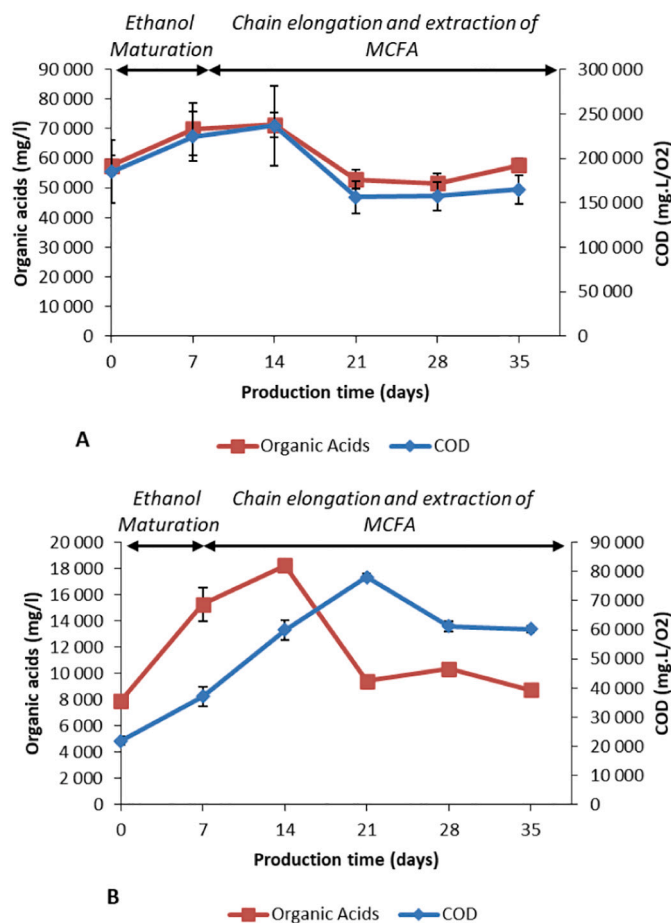 Ethanol Maturation
Chain elongation and extraction of MCFA
90 000
80 000
70 000
60 000
50 000
40 000
30 000
20 000
10 000
0
Organic acids (mg/l)
300 000
250 000
200 000
150 000
100 000
50 000
0
COD (mg.L/O2)
0 7 14 21 28 35
Production time (days)
A
Organic Acids COD
Ethanol Maturation
Chain elongation and extraction of MCFA
20 000
18 000
16 000
14 000
12 000
10 000
8 000
6 000
4 000
2 000
0
Organic acids (mg/l)
90 000
80 000
70 000
60 000
50 000
40 000
30 000
20 000
10 000
0
COD (mg.L/O2)
0 7 14 21 28 35
Production time (days)
B
Organic Acids COD